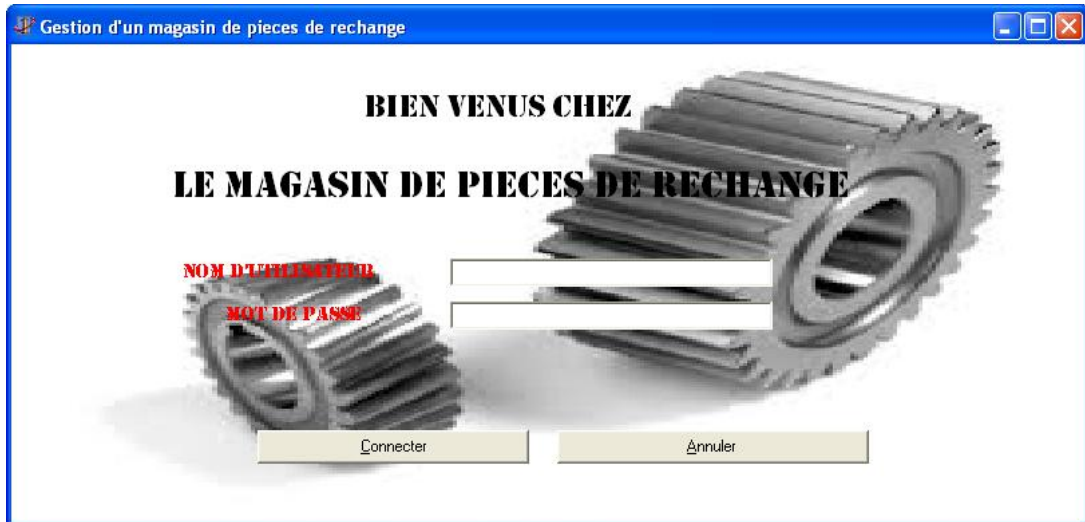 Gestion d'un magasin de pieces de rechange
BIEN VENUS CHEZ
LE MAGASIN DE PIECES DE RECHANGE
NOM D'UTILISATEUR
MOT DE PASSE
Connecter
Annuler